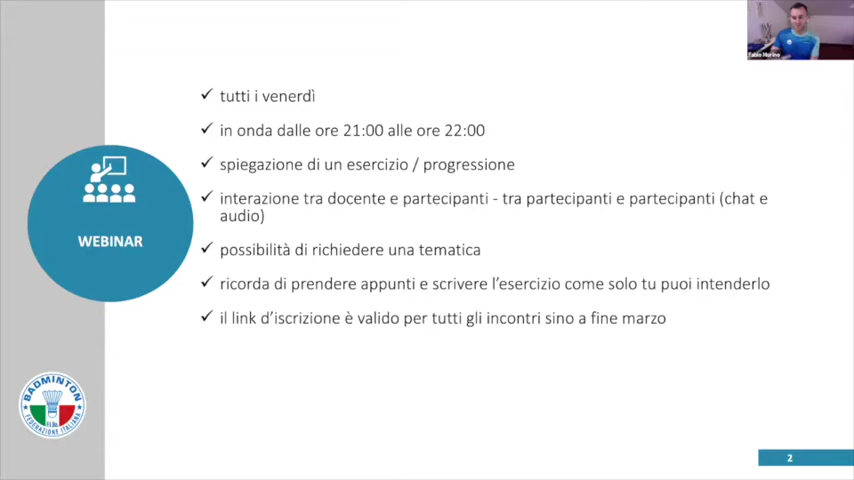 Fabio Morino
tutti i venerdì
in onda dalle ore 21:00 alle ore 22:00
spiegazione di un esercizio / progressione
interazione tra docente e partecipanti - tra partecipanti e partecipanti (chat e
audio)
WEBINAR
possibilità di richiedere una tematica
ricorda di prendere appunti e scrivere l'esercizio come solo tu puoi intenderlo
il link d'iscrizione è valido per tutti gli incontri sino a fine marzo
BADMINTON
F.I.Ba.
FEDERAZIONE ITALIANA
2